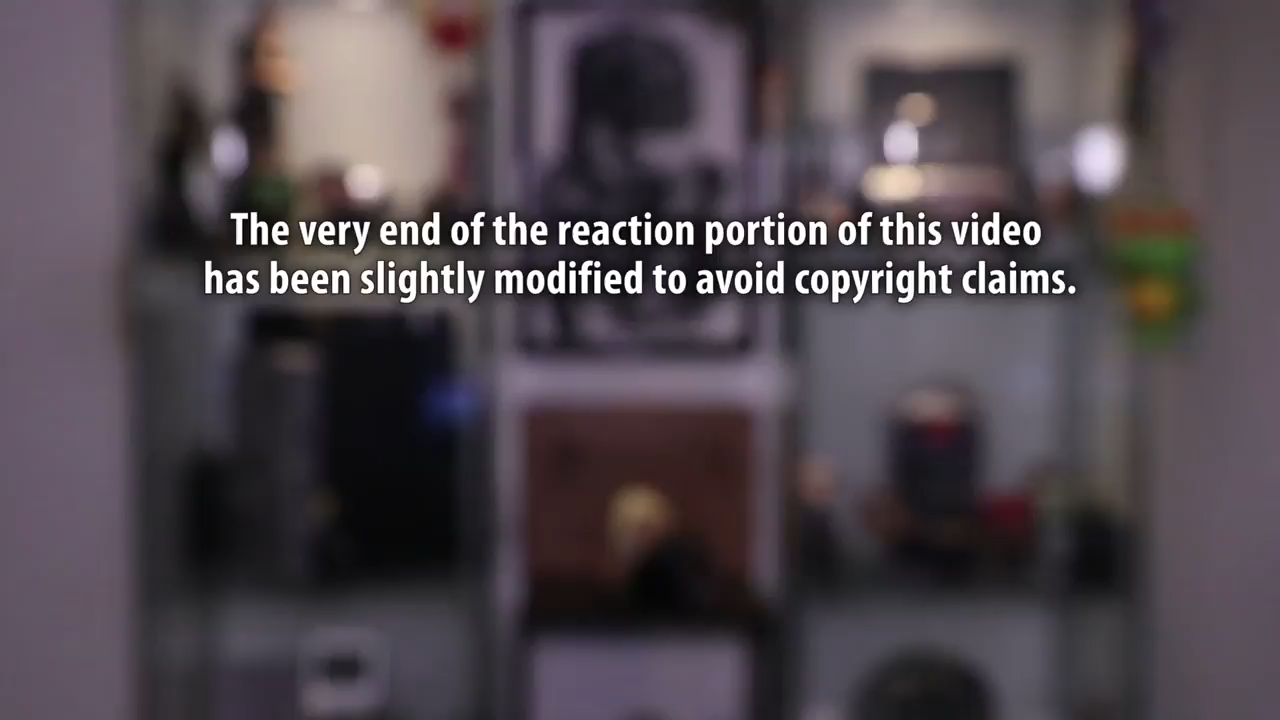 The very end of the reaction portion of this video
has been slightly modified to avoid copyright claims.